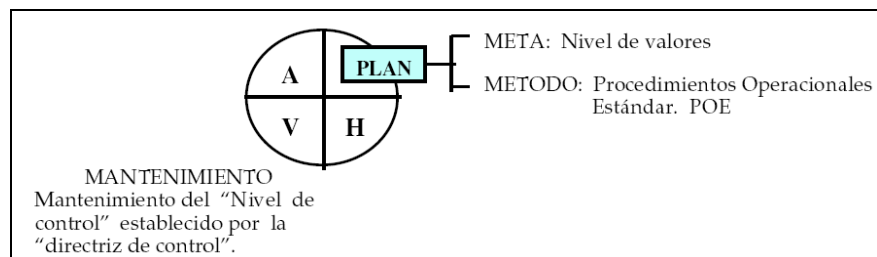 A
PLAN
V
H
META: Nivel de valores
METODO: Procedimientos Operacionales
Estándar. POE
MANTENIMIENTO
Mantenimiento del “Nivel de
control” establecido por la
“directriz de control”.